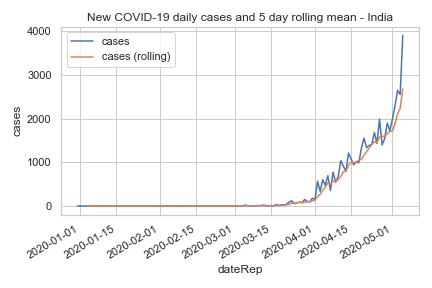 New COVID-19 daily cases and 5 day rolling mean - India
cases
cases (rolling)
4000
3000
2000
1000
0
cases
2020-01-01
2020-01-15
2020-02-01
2020-02-15
2020-03-01
2020-03-15
2020-04-01
2020-04-15
2020-05-01
dateRep